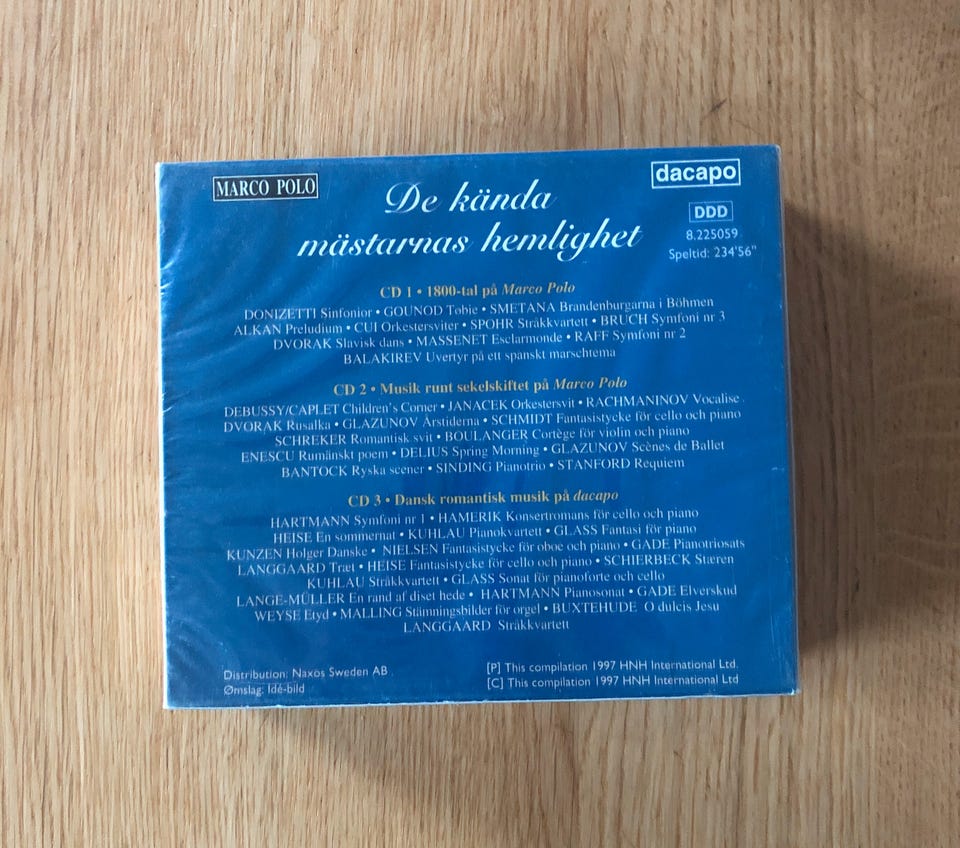 MARCO POLO
dacapo
De kända
mästarnas hemlighet
DDD
8.225059
Speltid: 234'56"
CD 1 • 1800-tal på Marco Polo
DONIZETTI Sinfonior • GOUNOD Tobie • SMETANA Brandenburgarna i Böhmen
ALKAN Preludium • CUI Orkestersviter • SPOHR Stråkkvartett • BRUCH Symfoni nr 3
DVORAK Slavisk dans • MASSENET Esclarmonde • RAFF Symfoni nr 2
BALAKIREV Uvertyr på ett spanskt marschtema
CD 2 • Musik runt sekelskiftet på Marco Polo
DEBUSSY/CAPLET Children's Corner • JANACEK Orkestersvit • RACHMANINOV Vocalise
DVORAK Rusalka • GLAZUNOV Årstiderna • SCHMIDT Fantasistycke för cello och piano
SCHREKER Romantisk svit • BOULANGER Cortège för violin och piano
ENESCU Rumänskt poem • DELIUS Spring Morning • GLAZUNOV Scènes de Ballet
BANTOCK Ryska scener • SINDING Pianotrio • STANFORD Requiem
CD 3 • Dansk romantisk musik på dacapo
HARTMANN Symfoni nr 1 • HAMERIK Konsertromans för cello och piano
HEISE En sommernat • KUHLAU Pianokvartett • GLASS Fantasi för piano
KUNZEN Holger Danske • NIELSEN Fantasistycke för oboe och piano • GADE Pianotriosats
LANGGAARD Træt • HEISE Fantasistycke för cello och piano • SCHIERBECK Stæren
KUHLAU Stråkkvartett • GLASS Sonat för pianoforte och cello
LANGE-MÜLLER En rand af diset hede • HARTMANN Pianosonat • GADE Elverskud
WEYSE Etyd • MALLING Stämningsbilder för orgel • BUXTEHUDE O dulcis Jesu
LANGGAARD Stråkkvartett
Distribution: Naxos Sweden AB
Ømslag: Idé-bild
[P] This compilation 1997 HNH International Ltd.
[C] This compilation 1997 HNH International Ltd